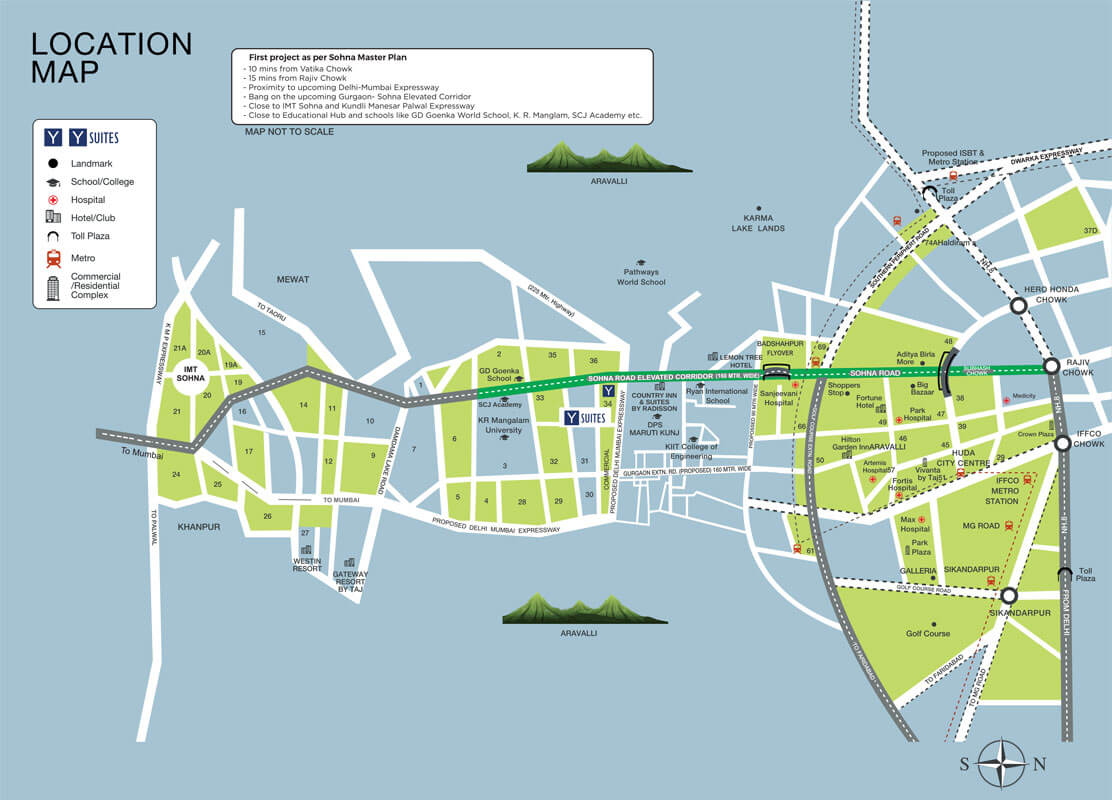 LOCATION
MAP
First project as per Sohna Master Plan
- 10 mins from Vatika Chowk
- 15 mins from Rajiv Chowk
- Proximity to upcoming Delhi-Mumbai Expressway
- Bang on the upcoming Gurgaon- Sohna Elevated Corridor
- Close to IMT Sohna and Kundli Manesar Palwal Expressway
- Close to Educational Hub and schools like GD Goenka World School, K. R. Manglam, SCJ Academy etc.
MAP NOT TO SCALE
Y Y SUITES
Landmark
School/College
Hospital
Hotel/Club
Toll Plaza
Metro
Commercial
/Residential
Complex
ARAVALLI
KARMA
LAKE LANDS
Pathways
World School
Proposed ISBT &
Metro Station
DWARKA EXPRESSWAY
Toll
Plaza
37D
74A
Haldiram
SOUTHERN PERIPHERY ROAD
NH-8
HERO HONDA
CHOWK
MEWAT
TO TAORU
(225 Mtr. Highway)
K M P EXPRESSWAY
15
21A
20A
19A
IMT
SOHNA
19
20
21
16
14
11
10
17
12
9
24
25
26
27
To Mumbai
TO MUMBAI
KHANPUR
TO PALWAL
WESTIN
RESORT
GATEWAY
RESORT
BY TAJ
DAMDMA LAKE ROAD
1
7
6
2
35
36
GD Goenka
School
SCJ Academy
33
34
KR Mangalam
University
Y SUITES
Y
3
32
31
5
4
28
29
30
COMMERCIAL
PROPOSED DELHI MUMBAI EXPRESSWAY
PROPOSED DELHI MUMBAI EXPRESSWAY
SOHNA ROAD ELEVATED CORRIDOR (160 MTR. WIDE)
COUNTRY INN
& SUITES
BY RADISSON
DPS
MARUTI KUNJ
Ryan International
School
KIIT College of
Engineering
GURGAON EXTN. RD. (PROPOSED) 160 MTR. WIDE
LEMON TREE
HOTEL
BADSHAHPUR
FLYOVER
69
Sanjeevani
Hospital
66
50
61
SOHNA ROAD
SUBHASH
CHOWK
48
Aditya Birla
More
Shoppers
Stop
Big
Bazaar
Fortune
Hotel
Park
Hospital
49
38
47
Medicity
RAJIV
CHOWK
NH-8
Crown Plaza
IFFCO
CHOWK
39
46
45
Hilton
Garden Inn
ARAVALLI
HUDA
CITY CENTRE
29
Artemis
Hospital
57
Vivanta
by Taj
51
Fortis
Hospital
IFFCO
METRO
STATION
Max
Hospital
MG ROAD
Park
Plaza
GALLERIA
SIKANDARPUR
GOLF COURSE ROAD
SIKANDARPUR
Toll
Plaza
NH-8
FROM DELHI
Golf Course
TO FARIDABAD
TO FARIDABAD
TO MG ROAD
ARAVALLI
S
N